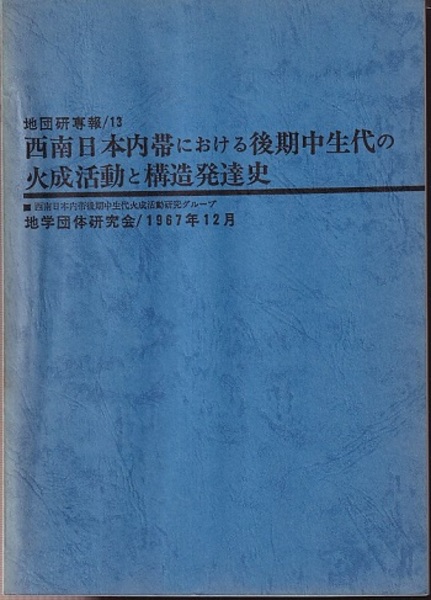 地団研専報/13
西南日本内帯における後期中生代の
火成活動と構造発達史
■西南日本内帯後期中生代火成活動研究グループ
地学団体研究会/1967年12月